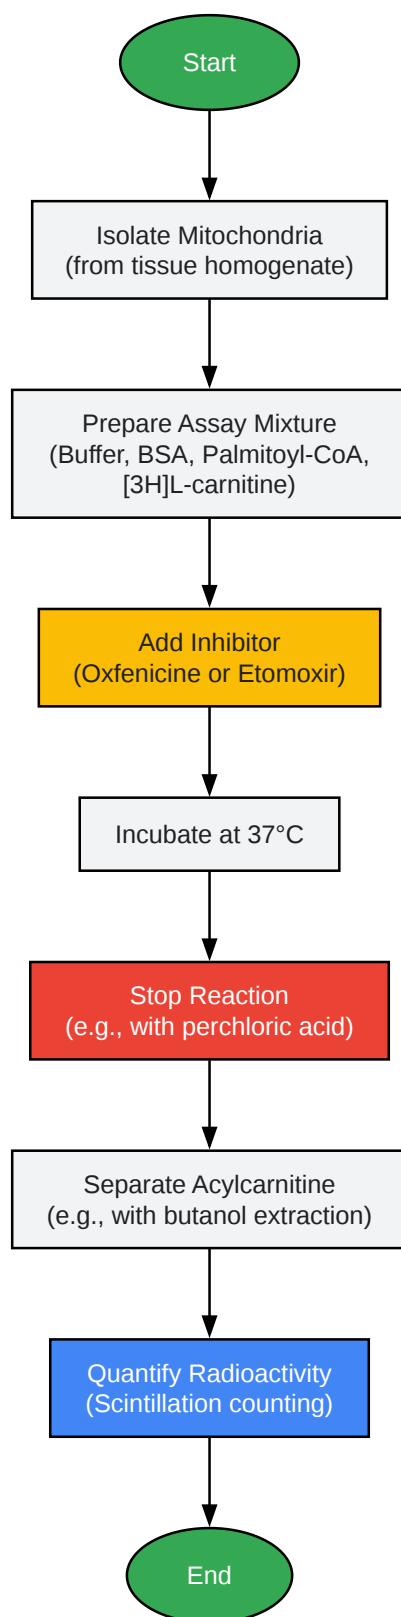 Start
Isolate Mitochondria
(from tissue homogenate)
Prepare Assay Mixture
(Buffer, BSA, Palmitoyl-CoA,
[3H]L-carnitine)
Add Inhibitor
(Oxfenicine or Etomoxir)
Incubate at 37°C
Stop Reaction
(e.g., with perchloric acid)
Separate Acylcarnitine
(e.g., with butanol extraction)
Quantify Radioactivity
(Scintillation counting)
End